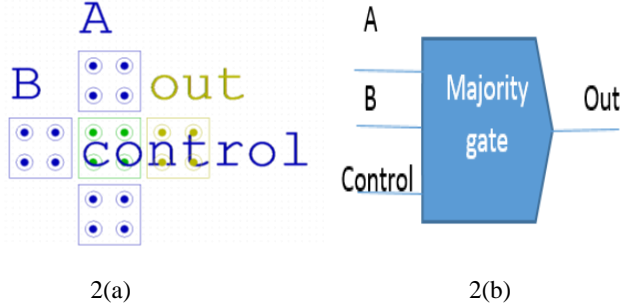 A
B
out
control
2(a)
A
B
Control
Majority
gate
Out
2(b)